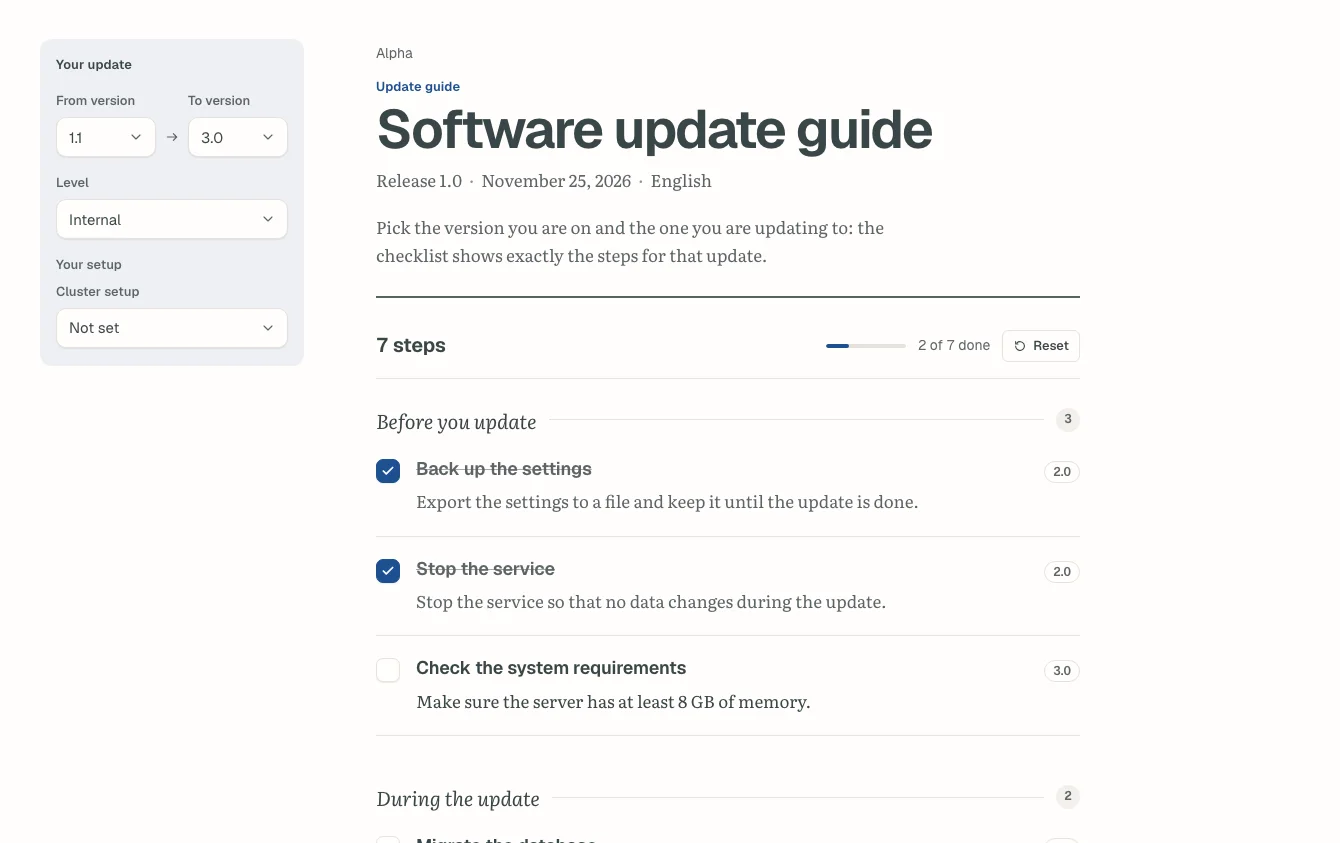 Your update
From version
To version
1.1
→
3.0
Level
Internal
Your setup
Cluster setup
Not set
Alpha
Update guide
Software update guide
Release 1.0 · November 25, 2026 · English
Pick the version you are on and the one you are updating to: the
checklist shows exactly the steps for that update.
7 steps
2 of 7 done
Reset
Before you update
3
Back up the settings
2.0
Export the settings to a file and keep it until the update is done.
Stop the service
2.0
Stop the service so that no data changes during the update.
Check the system requirements
3.0
Make sure the server has at least 8 GB of memory.
During the update
2
Migrate the database